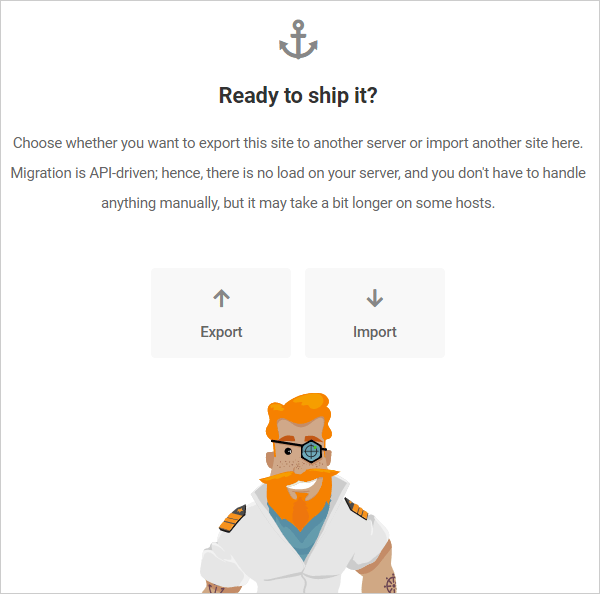 Ready to ship it?
Choose whether you want to export this site to another server or import another site here.
Migration is API-driven; hence, there is no load on your server, and you don't have to handle
anything manually, but it may take a bit longer on some hosts.
Export
Import